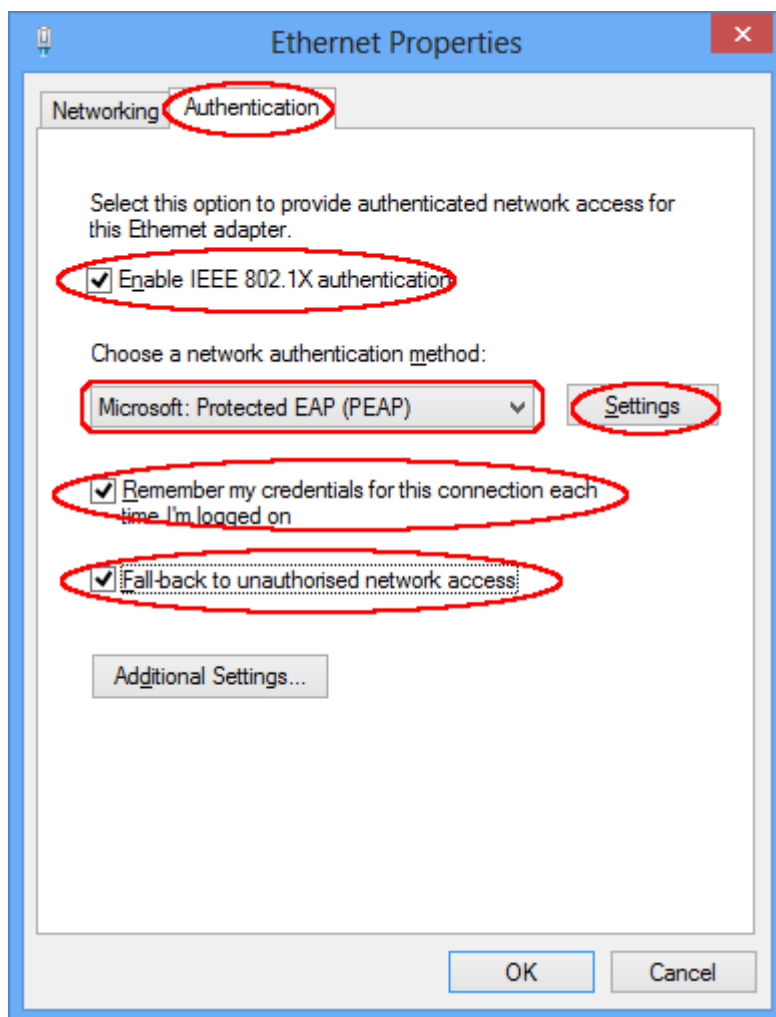 Ethernet Properties
Networking
Authentication
Select this option to provide authenticated network access for
this Ethernet adapter.
Enable IEEE 802.1X authentication
Choose a network authentication method:
Microsoft: Protected EAP (PEAP)
Settings
Remember my credentials for this connection each
time I'm logged on
Fall-back to unauthorised network access
Additional Settings...
OK
Cancel